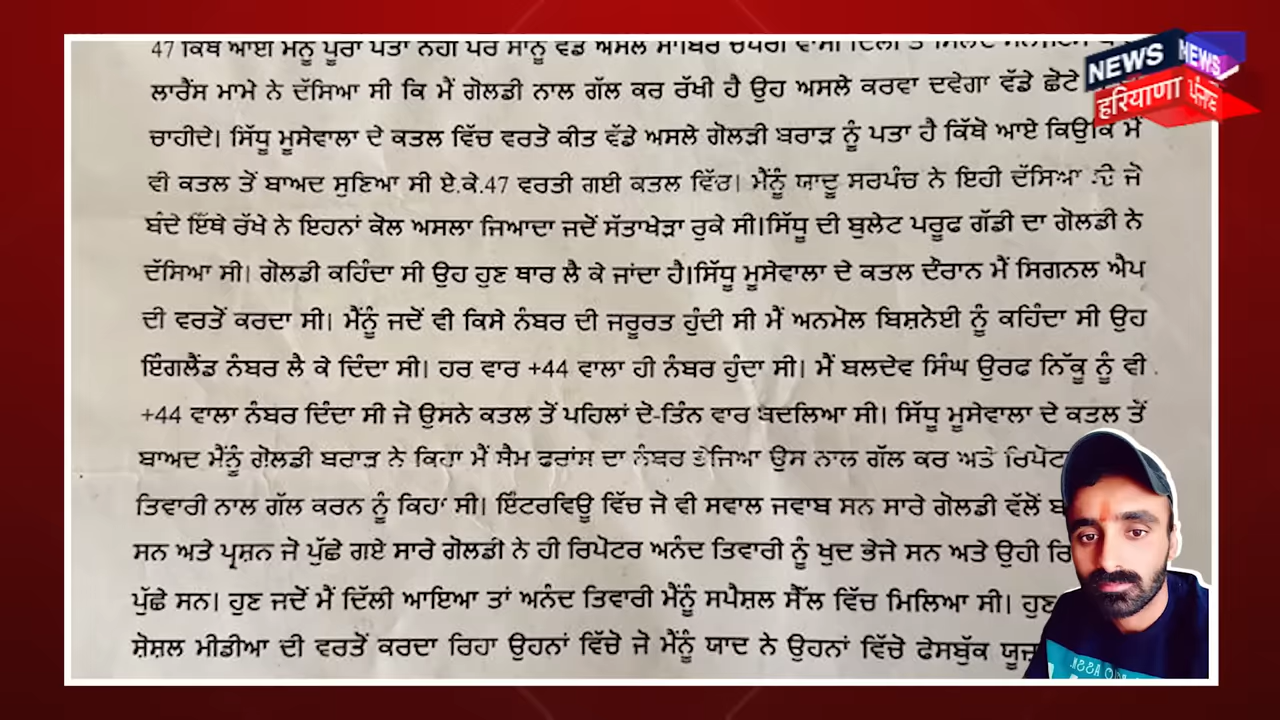 ਲਾਰੈਂਸ ਮਾਮੇ ਨੇ ਦੱਸਿਆ ਸੀ ਕਿ ਮੈਂ ਗੋਲਡੀ ਨਾਲ ਗੱਲ ਕਰ ਰੱਖੀ ਹੈ ਉਹ ਅਸਲੇ ਕਰਵਾ ਦਵੇਗਾ ਵੱਡੇ ਛੋਟੇ
ਚਾਹੀਦੇ। ਸਿੱਧੂ ਮੂਸੇਵਾਲਾ ਦੇ ਕਤਲ ਵਿੱਚ ਵਰਤੋ ਕੀਤ ਵੱਡੇ ਅਸਲੇ ਗੋਲੜੀ ਬਰਾੜ ਨੂੰ ਪਤਾ ਹੈ ਕਿੱਥੋ ਆਏ ਕਿਉਂਕਿ ਮੈਂ
ਵੀ ਕਤਲ ਤੋਂ ਬਾਅਦ ਸੁਣਿਆ ਸੀ ਏ.ਕੇ.47 ਵਰਤੀ ਗਈ ਕਤਲ ਵਿੱਚ। ਮੈਂਨੂੰ ਯਾਦੂ ਸਰਪੰਚ ਨੇ ਇਹੀ ਦੱਸਿਆ ਸੀ ਜੋ
ਬੰਦੇ ਇੱਥੇ ਰੱਖੇ ਨੇ ਇਹਨਾਂ ਕੋਲ ਅਸਲਾ ਜਿਆਦਾ ਜਦੋਂ ਸੱਤਾਖੇੜਾ ਰੁਕੇ ਸੀ।ਸਿੱਧੂ ਦੀ ਬੁਲੇਟ ਪਰੂਫ ਗੱਡੀ ਦਾ ਗੋਲਡੀ ਨੇ
ਦੱਸਿਆ ਸੀ। ਗੋਲਡੀ ਕਹਿੰਦਾ ਸੀ ਉਹ ਹੁਣ ਥਾਰ ਲੈ ਕੇ ਜਾਂਦਾ ਹੈ।ਸਿੱਧੂ ਮੂਸੇਵਾਲਾ ਦੇ ਕਤਲ ਦੌਰਾਨ ਮੈਂ ਸਿਗਨਲ ਐਪ
ਦੀ ਵਰਤੋਂ ਕਰਦਾ ਸੀ। ਮੈਂਨੂੰ ਜਦੋਂ ਵੀ ਕਿਸੇ ਨੰਬਰ ਦੀ ਜਰੂਰਤ ਹੁੰਦੀ ਸੀ ਮੈਂ ਅਨਮੋਲ ਬਿਸ਼ਨੋਈ ਨੂੰ ਕਹਿੰਦਾ ਸੀ ਉਹ
ਇੰਗਲੈਂਡ ਨੰਬਰ ਲੈ ਕੇ ਦਿੰਦਾ ਸੀ। ਹਰ ਵਾਰ +44 ਵਾਲਾ ਹੀ ਨੰਬਰ ਹੁੰਦਾ ਸੀ। ਮੈਂ ਬਲਦੇਵ ਸਿੰਘ ਉਰਫ ਨਿੱਕੂ ਨੂੰ ਵੀ
+44 ਵਾਲਾ ਨੰਬਰ ਦਿੰਦਾ ਸੀ ਜੋ ਉਸਨੇ ਕਤਲ ਤੋਂ ਪਹਿਲਾਂ ਦੋ-ਤਿੰਨ ਵਾਰ ਬਦਲਿਆ ਸੀ। ਸਿੱਧੂ ਮੂਸੇਵਾਲਾ ਦੇ ਕਤਲ ਤੋਂ
ਬਾਅਦ ਮੈਂਨੂੰ ਗੋਲਡੀ ਬਰਾੜ ਨੇ ਕਿਹਾ ਮੈਂ ਸੈਮ ਫਰਾਂਸ ਦਾ ਨੰਬਰ ਭੇਜਿਆ ਉਸ ਨਾਲ ਗੱਲ ਕਰ ਅਤੇ
ਤਿਵਾਰੀ ਨਾਲ ਗੱਲ ਕਰਨ ਨੂੰ ਕਿਹਾ ਸੀ। ਇੰਟਰਵਿਊ ਵਿੱਚ ਜੋ ਵੀ ਸਵਾਲ ਜਵਾਬ ਸਨ ਸਾਰੇ ਗੋਲਡੀ ਵੱਲੋਂ
ਸਨ ਅਤੇ ਪ੍ਰਸ਼ਨ ਜੋ ਪੁੱਛੇ ਗਏ ਸਾਰੇ ਗੋਲਡੀ ਨੇ ਹੀ ਰਿਪੋਟਰ ਅਨੰਦ ਤਿਵਾਰੀ ਨੂੰ ਖੁਦ ਭੇਜੇ ਸਨ ਅਤੇ ਉਹੀ
ਪੁੱਛੇ ਸਨ। ਹੁਣ ਜਦੋਂ ਮੈਂ ਦਿੱਲੀ ਆਇਆ ਤਾਂ ਅਨੰਦ ਤਿਵਾਰੀ ਮੈਂਨੂੰ ਸਪੈਸ਼ਲ ਸੈੱਲ ਵਿੱਚ ਮਿਲਿਆ ਸੀ। ਹੁਣ
ਸ਼ੋਸ਼ਲ ਮੀਡੀਆ ਦੀ ਵਰਤੋਂ ਕਰਦਾ ਰਿਹਾ ਉਹਨਾਂ ਵਿੱਚੋ ਜੋ ਮੈਂਨੂੰ ਯਾਦ ਨੇ ਉਹਨਾਂ ਵਿੱਚੋ ਫੇਸਬੁੱਕ
NEWS NEWS
हरियाणा ਪੰਜਾਬ